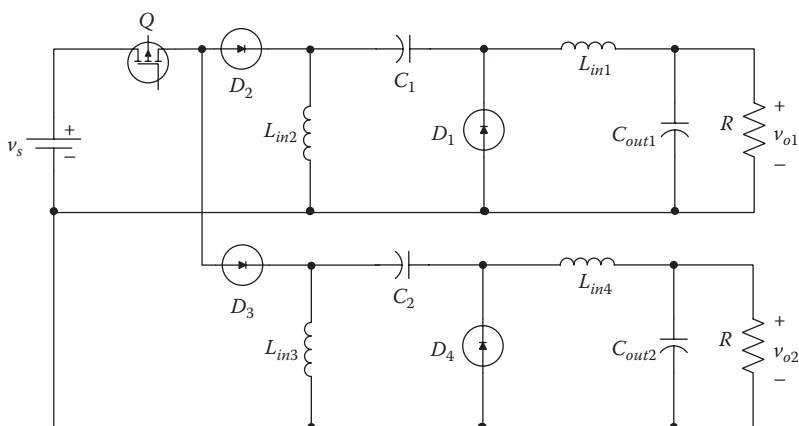 Q
D2
C1
Lin1
Lin2
D1
Cout1
R
+
vo1
−
+
vs
−
D3
C2
Lin4
Lin3
D4
Cout2
R
+
vo2
−